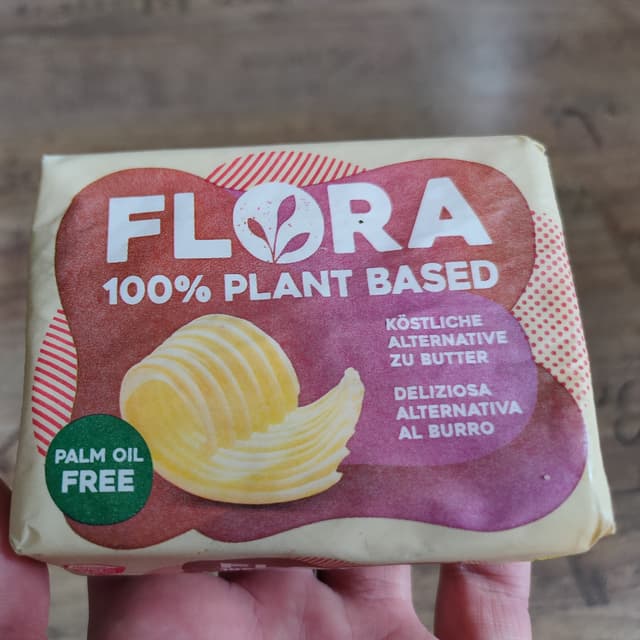 FLORA
100% PLANT BASED
KÖSTLICHE
ALTERNATIVE
ZU BUTTER
DELIZIOSA
ALTERNATIVA
AL BURRO
PALM OIL
FREE